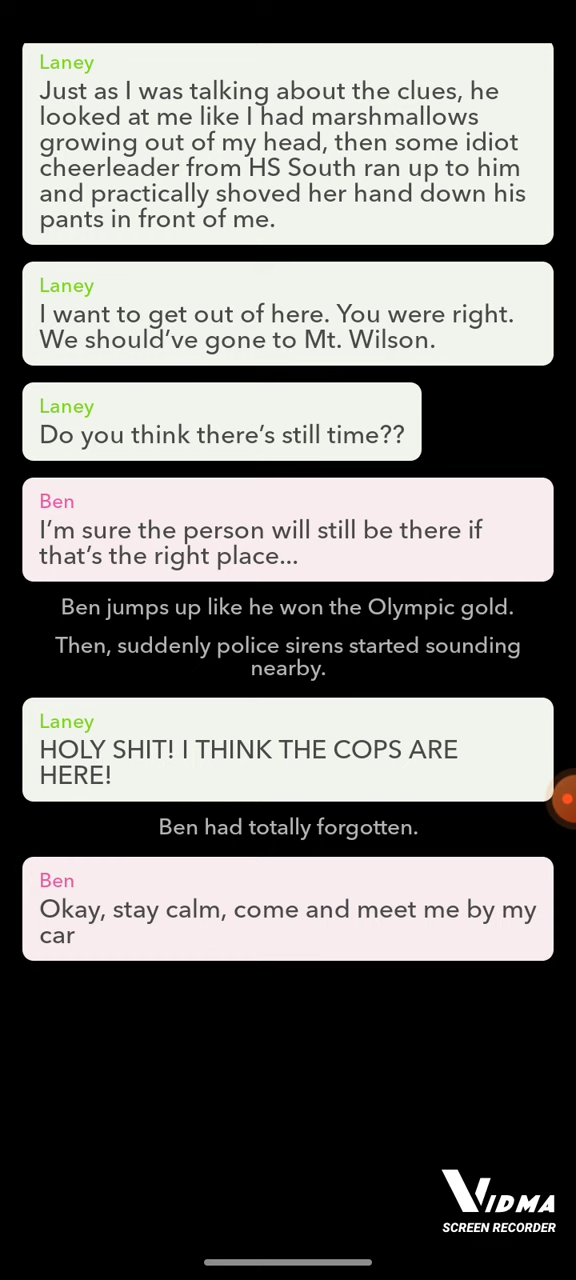 Laney
Just as I was talking about the clues, he
looked at me like I had marshmallows
growing out of my head, then some idiot
cheerleader from HS South ran up to him
and practically shoved her hand down his
pants in front of me.
Laney
I want to get out of here. You were right.
We should’ve gone to Mt. Wilson.
Laney
Do you think there’s still time??
Ben
I’m sure the person will still be there if
that’s the right place...
Ben jumps up like he won the Olympic gold.
Then, suddenly police sirens started sounding
nearby.
Laney
HOLY SHIT! I THINK THE COPS ARE
HERE!
Ben had totally forgotten.
Ben
Okay, stay calm, come and meet me by my
car
VIDMA
SCREEN RECORDER